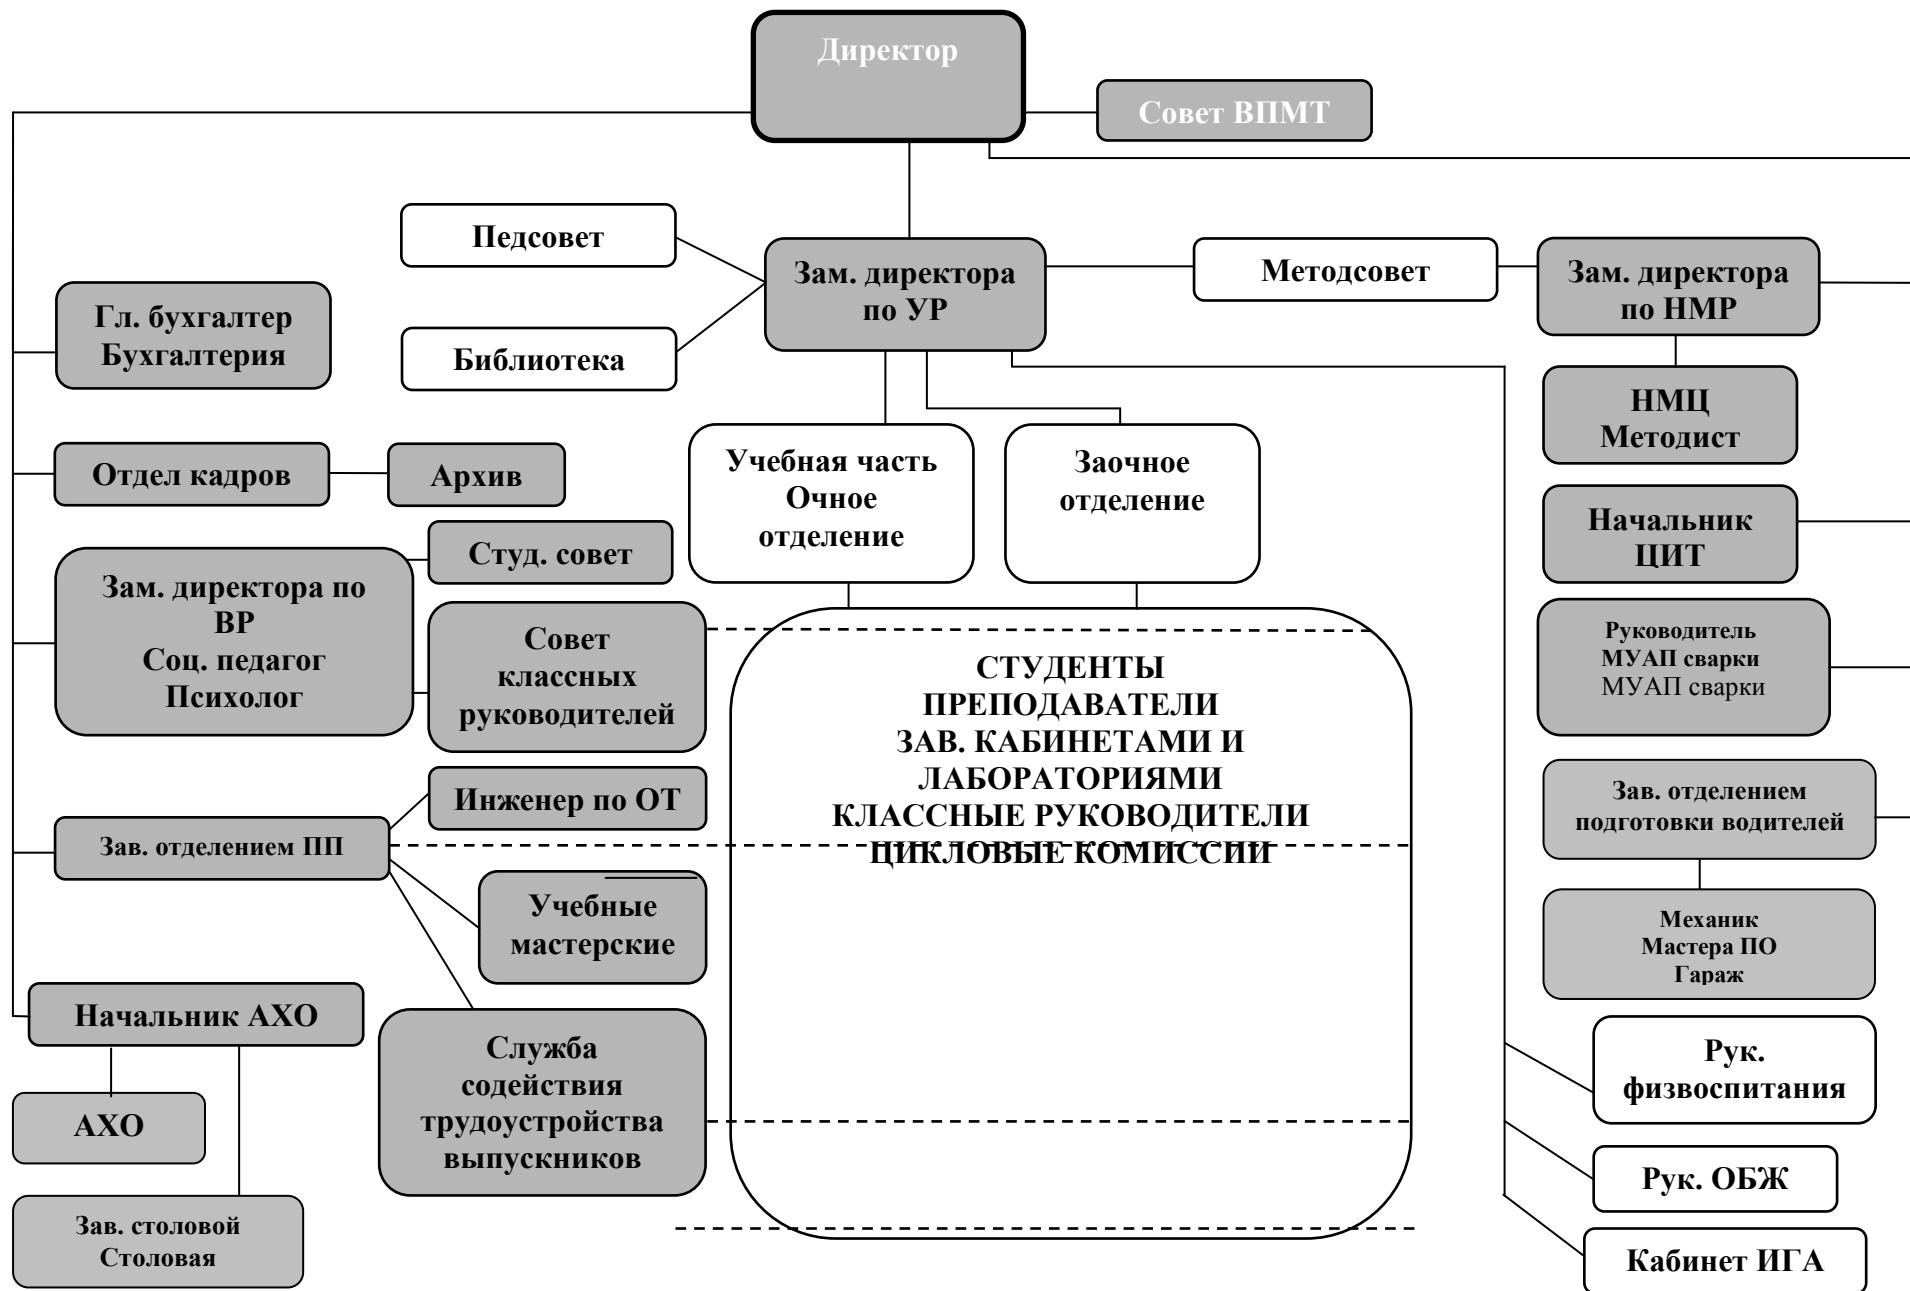 Директор
Совет ВПМТ
Педсовет
Зам. директора
по УР
Методсовет
Зам. директора
по НМР
Гл. бухгалтер
Бухгалтерия
Библиотека
НМЦ
Методист
Отдел кадров
Архив
Учебная часть
Очное
отделение
Заочное
отделение
Начальник
ЦИТ
Студ. совет
Зам. директора по
ВР
Соц. педагог
Психолог
Совет
классных
руководителей
СТУДЕНТЫ
ПРЕПОДАВАТЕЛИ
ЗАВ. КАБИНЕТАМИ И
ЛАБОРАТОРИЯМИ
КЛАССНЫЕ РУКОВОДИТЕЛИ
ЦИКЛОВЫЕ КОМИССИИ
Руководитель
МУАП сварки
МУАП сварки
Инженер по ОТ
Зав. отделением
подготовки водителей
Зав. отделением ПП
Учебные
мастерские
Механик
Мастера ПО
Гараж
Начальник АХО
Служба
содействия
трудоустройства
выпускников
Рук.
физвоспитания
АХО
Рук. ОБЖ
Зав. столовой
Столовая
Кабинет ИГА